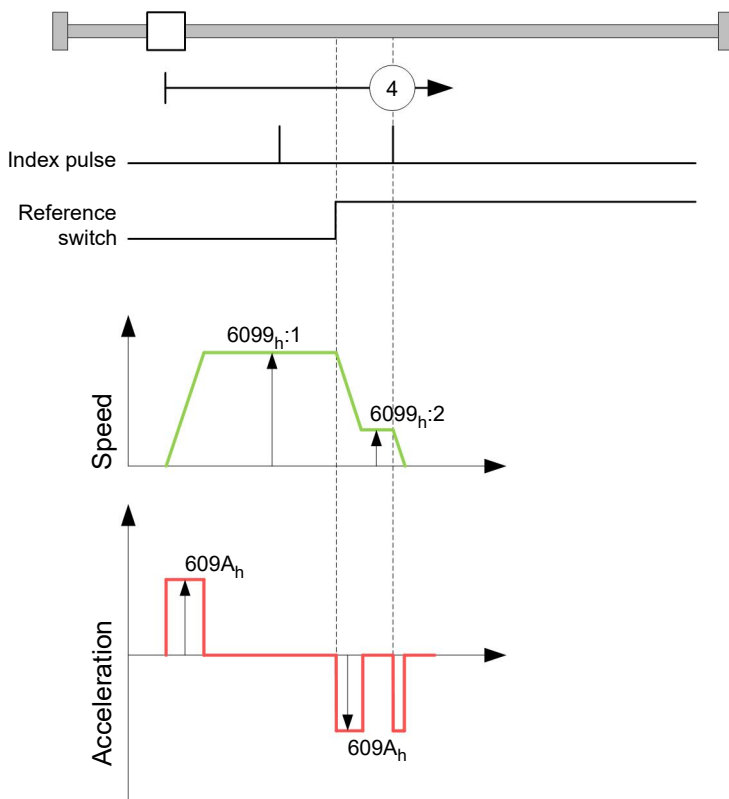 4
Index pulse
Reference
switch
6099h:1
6099h:2
Speed
609Ah
609Ah
Acceleration